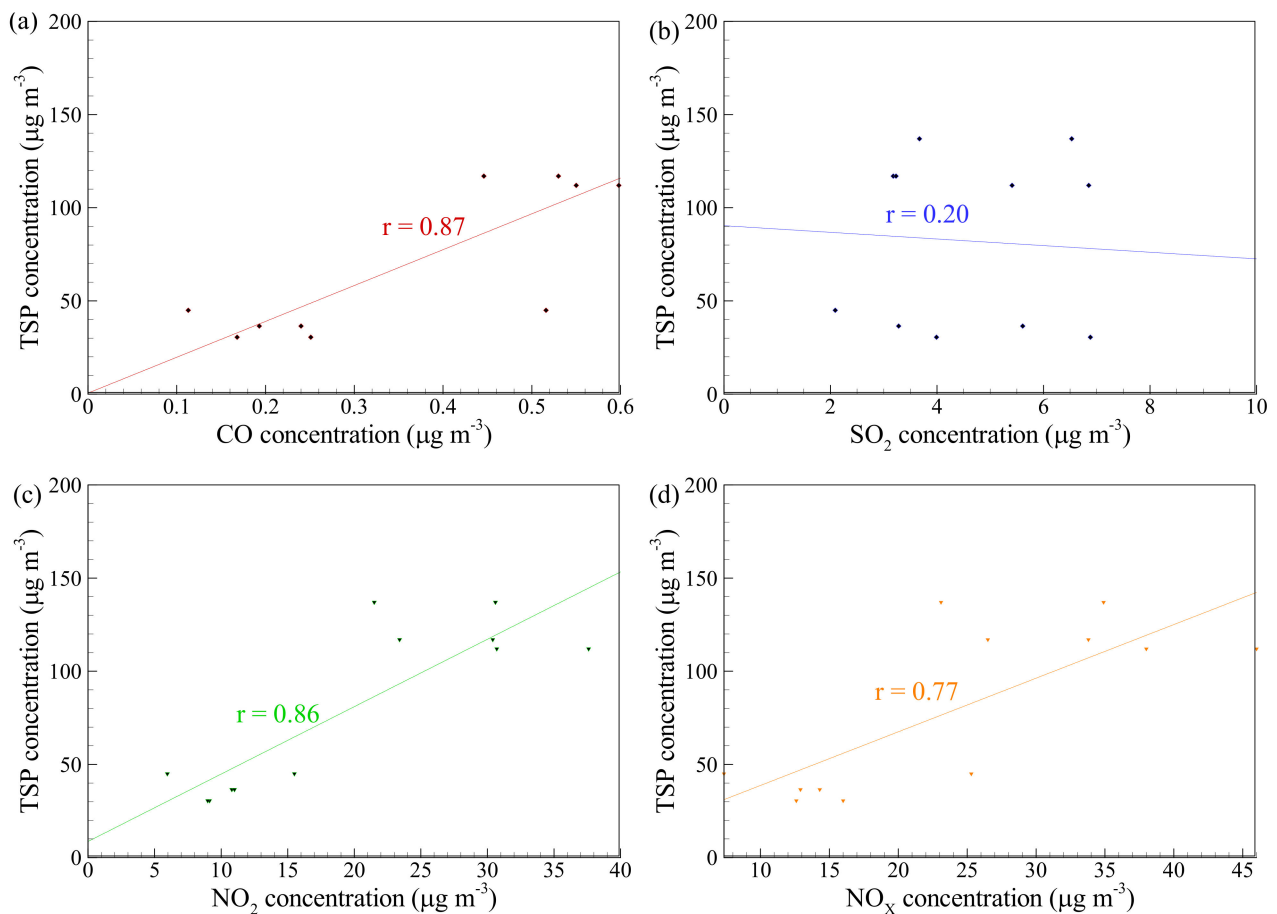 (a)
200
150
100
50
0
TSP concentration (μg m⁻³)
r = 0.87
0 0.1 0.2 0.3 0.4 0.5 0.6
CO concentration (μg m⁻³)
(b)
200
150
100
50
0
TSP concentration (μg m⁻³)
r = 0.20
0 2 4 6 8 10
SO₂ concentration (μg m⁻³)
(c)
200
150
100
50
0
TSP concentration (μg m⁻³)
r = 0.86
0 5 10 15 20 25 30 35 40
NO₂ concentration (μg m⁻³)
(d)
200
150
100
50
0
TSP concentration (μg m⁻³)
r = 0.77
10 15 20 25 30 35 40 45
NOX concentration (μg m⁻³)